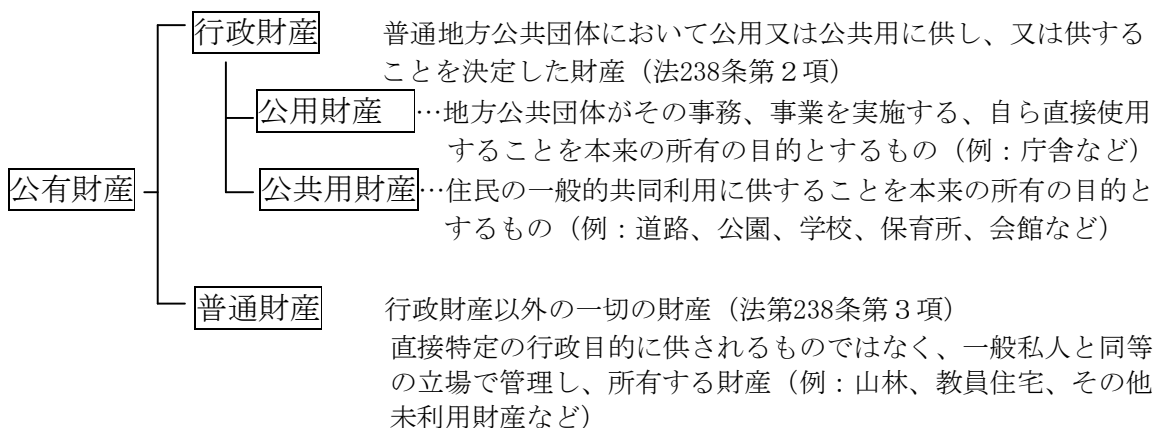 行政財産 普通地方公共団体において公用又は公共用に供し、又は供する
ことを決定した財産（法238条第２項）
公用財産 …地方公共団体がその事務、事業を実施する、自ら直接使用
することを本来の所有の目的とするもの（例：庁舎など）
公有財産
公共用財産…住民の一般的共同利用に供することを本来の所有の目的と
するもの（例：道路、公園、学校、保育所、会館など）
普通財産 行政財産以外の一切の財産（法第238条第３項）
直接特定の行政目的に供されるものではなく、一般私人と同等
の立場で管理し、所有する財産（例：山林、教員住宅、その他
未利用財産など）